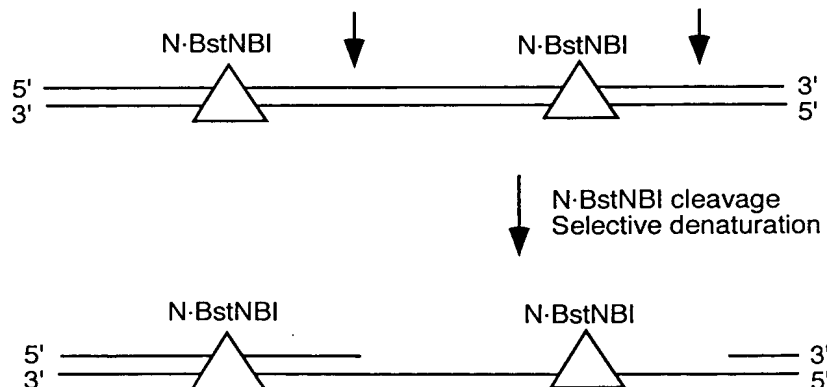 N·BstNBI N·BstNBI
5' 3'
3' 5'
N·BstNBI cleavage
Selective denaturation
N·BstNBI N·BstNBI
5' 3'
3' 5'